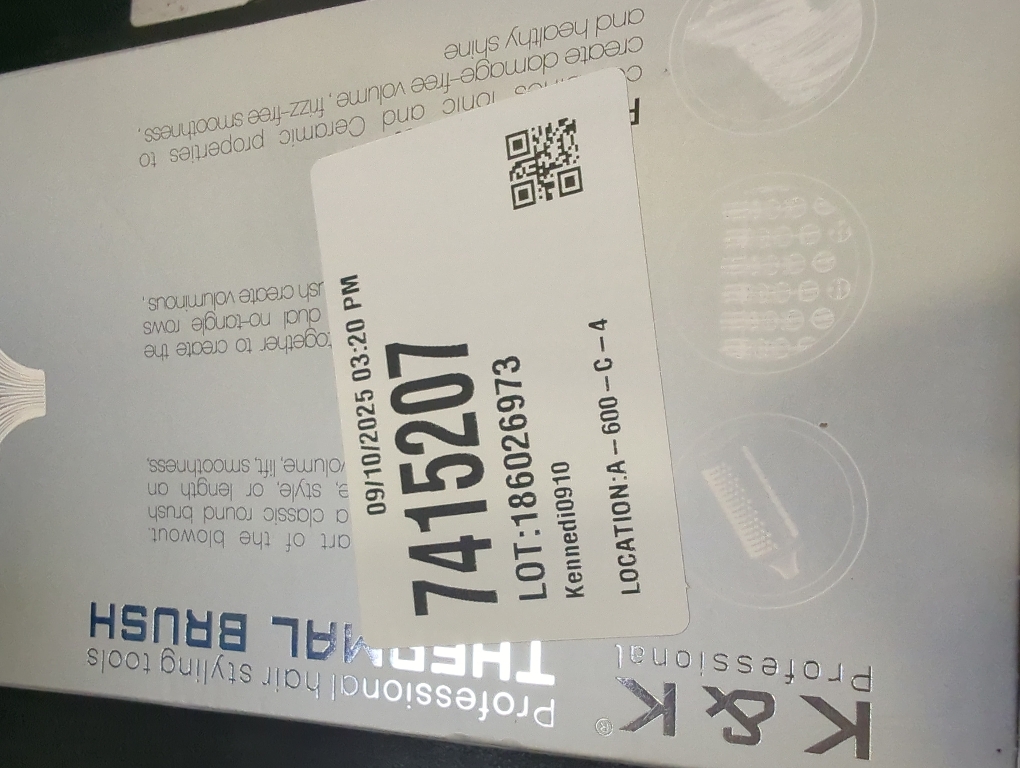 09/10/2025 03:20 PM
7415207
LOT:186026973
Kennedi0910
LOCATION:A-600-C-4
K & K®
Professional
Professional hair styling tools
THERMAL BRUSH
art of the blowout.
a classic round brush
style, or length an
volume, lift, smoothness,
together to create the
dual no-tangle rows
create voluminous,
Ionic and Ceramic properties to
create damage-free volume, frizz-free smoothness,
and healthy shine